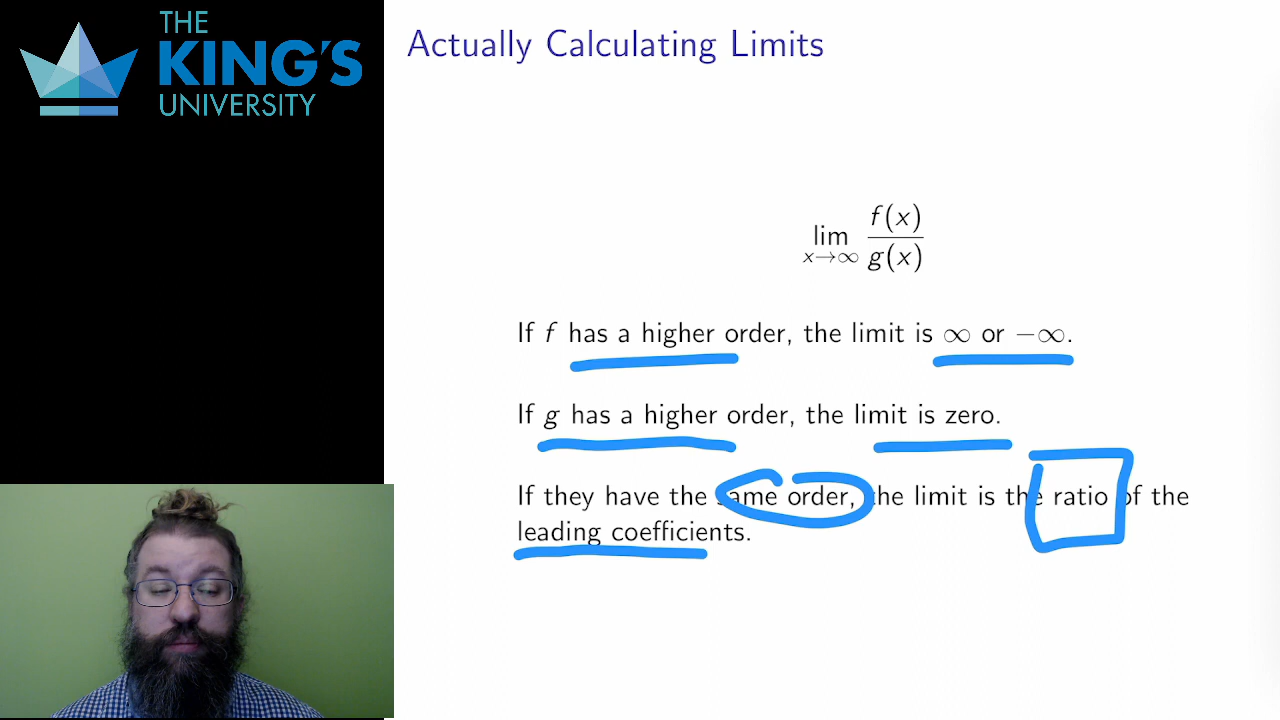 THE
KING'S
UNIVERSITY
Actually Calculating Limits
lim x→∞ f(x)/g(x)
If f has a higher order, the limit is ∞ or −∞.
If g has a higher order, the limit is zero.
If they have the same order, the limit is the ratio of the
leading coefficients.